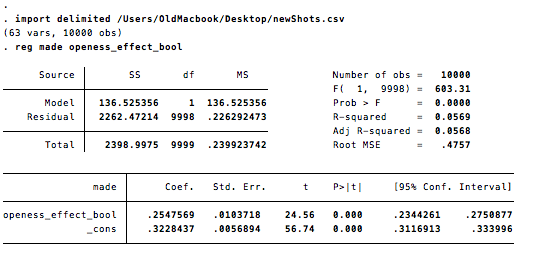 .
. import delimited /Users/OldMacbook/Desktop/newShots.csv
(63 vars, 10000 obs)
. reg made openess_effect_bool
Source SS df MS Number of obs = 10000
F( 1, 9998) = 603.31
Model 136.525356 1 136.525356 Prob > F = 0.0000
Residual 2262.47214 9998 .226292473 R-squared = 0.0569
Adj R-squared = 0.0568
Total 2398.9975 9999 .239923742 Root MSE = .4757
made Coef. Std. Err. t P>|t| [95% Conf. Interval]
openess_effect_bool .2547569 .0103718 24.56 0.000 .2344261 .2750877
_cons .3228437 .0056894 56.74 0.000 .3116913 .333996